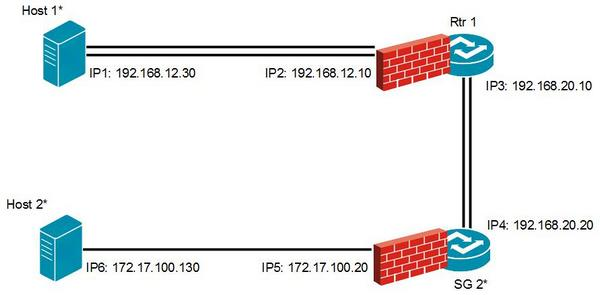 Host 1*
Rtr 1
IP1: 192.168.12.30
IP2: 192.168.12.10
IP3: 192.168.20.10
Host 2*
IP4: 192.168.20.20
IP6: 172.17.100.130
IP5: 172.17.100.20
SG 2*